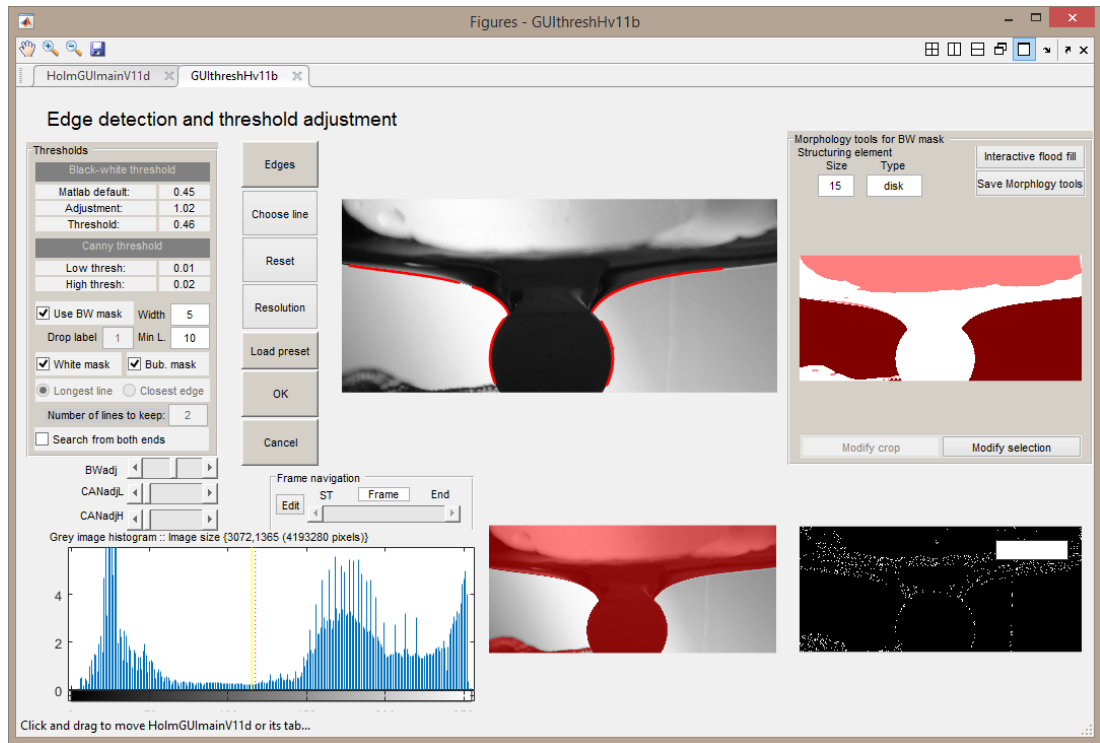 Figures - GUIthreshHv11b
HolmGUImainV11d
GUIthreshHv11b
Edge detection and threshold adjustment
Thresholds
Black-white threshold
Matlab default: 0.45
Adjustment: 1.02
Threshold: 0.46
Canny threshold
Low thresh: 0.01
High thresh: 0.02
Use BW mask Width 5
Drop label 1 Min L. 10
White mask Bub. mask
Longest line Closest edge
Number of lines to keep: 2
Search from both ends
BWadj
CANadjL
CANadjH
Edges
Choose line
Reset
Resolution
Load preset
OK
Cancel
Frame navigation
Edit ST Frame End
Morphology tools for BW mask
Structuring element
Size Type
15 disk
Interactive flood fill
Save Morphlogy tools
Modify crop
Modify selection
Grey image histogram :: Image size {3072,1365 (4193280 pixels)}
4
2
0
Click and drag to move HolmGUImainV11d or its tab...